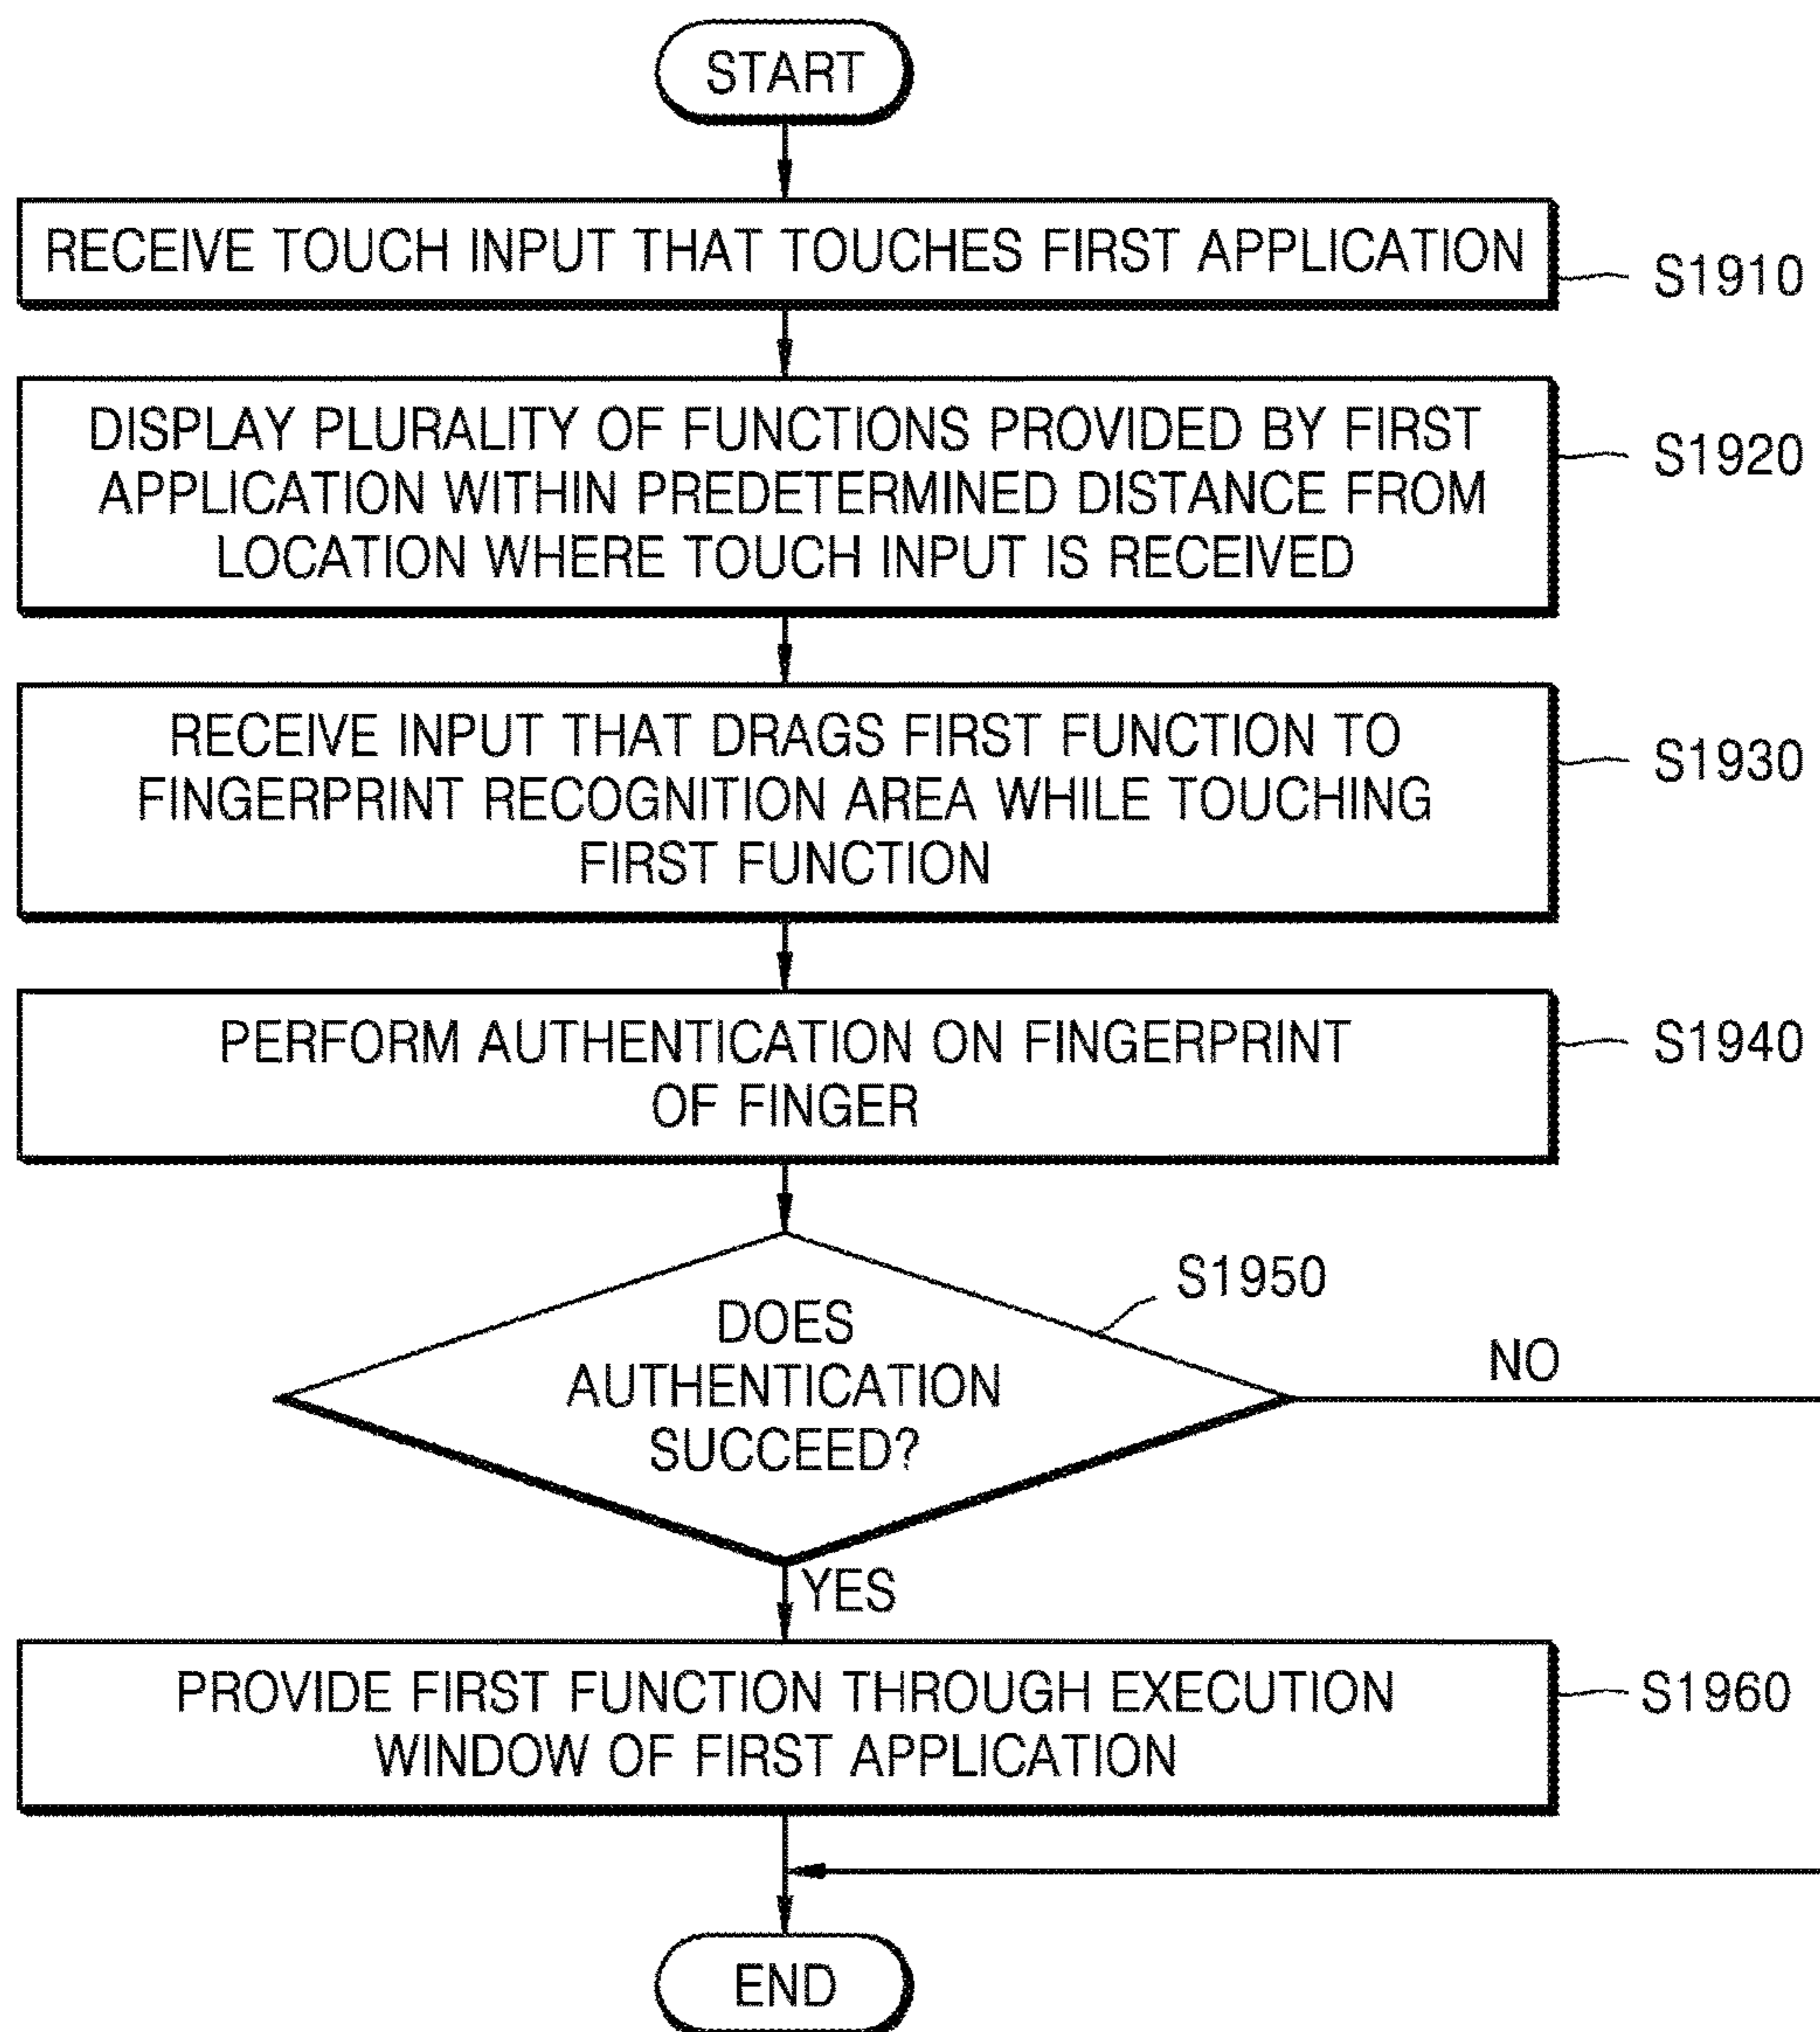 START
RECEIVE TOUCH INPUT THAT TOUCHES FIRST APPLICATION
S1910
DISPLAY PLURALITY OF FUNCTIONS PROVIDED BY FIRST
APPLICATION WITHIN PREDETERMINED DISTANCE FROM
LOCATION WHERE TOUCH INPUT IS RECEIVED
S1920
RECEIVE INPUT THAT DRAGS FIRST FUNCTION TO
FINGERPRINT RECOGNITION AREA WHILE TOUCHING
FIRST FUNCTION
S1930
PERFORM AUTHENTICATION ON FINGERPRINT
OF FINGER
S1940
DOES
AUTHENTICATION
SUCCEED?
S1950
NO
YES
PROVIDE FIRST FUNCTION THROUGH EXECUTION
WINDOW OF FIRST APPLICATION
S1960
END